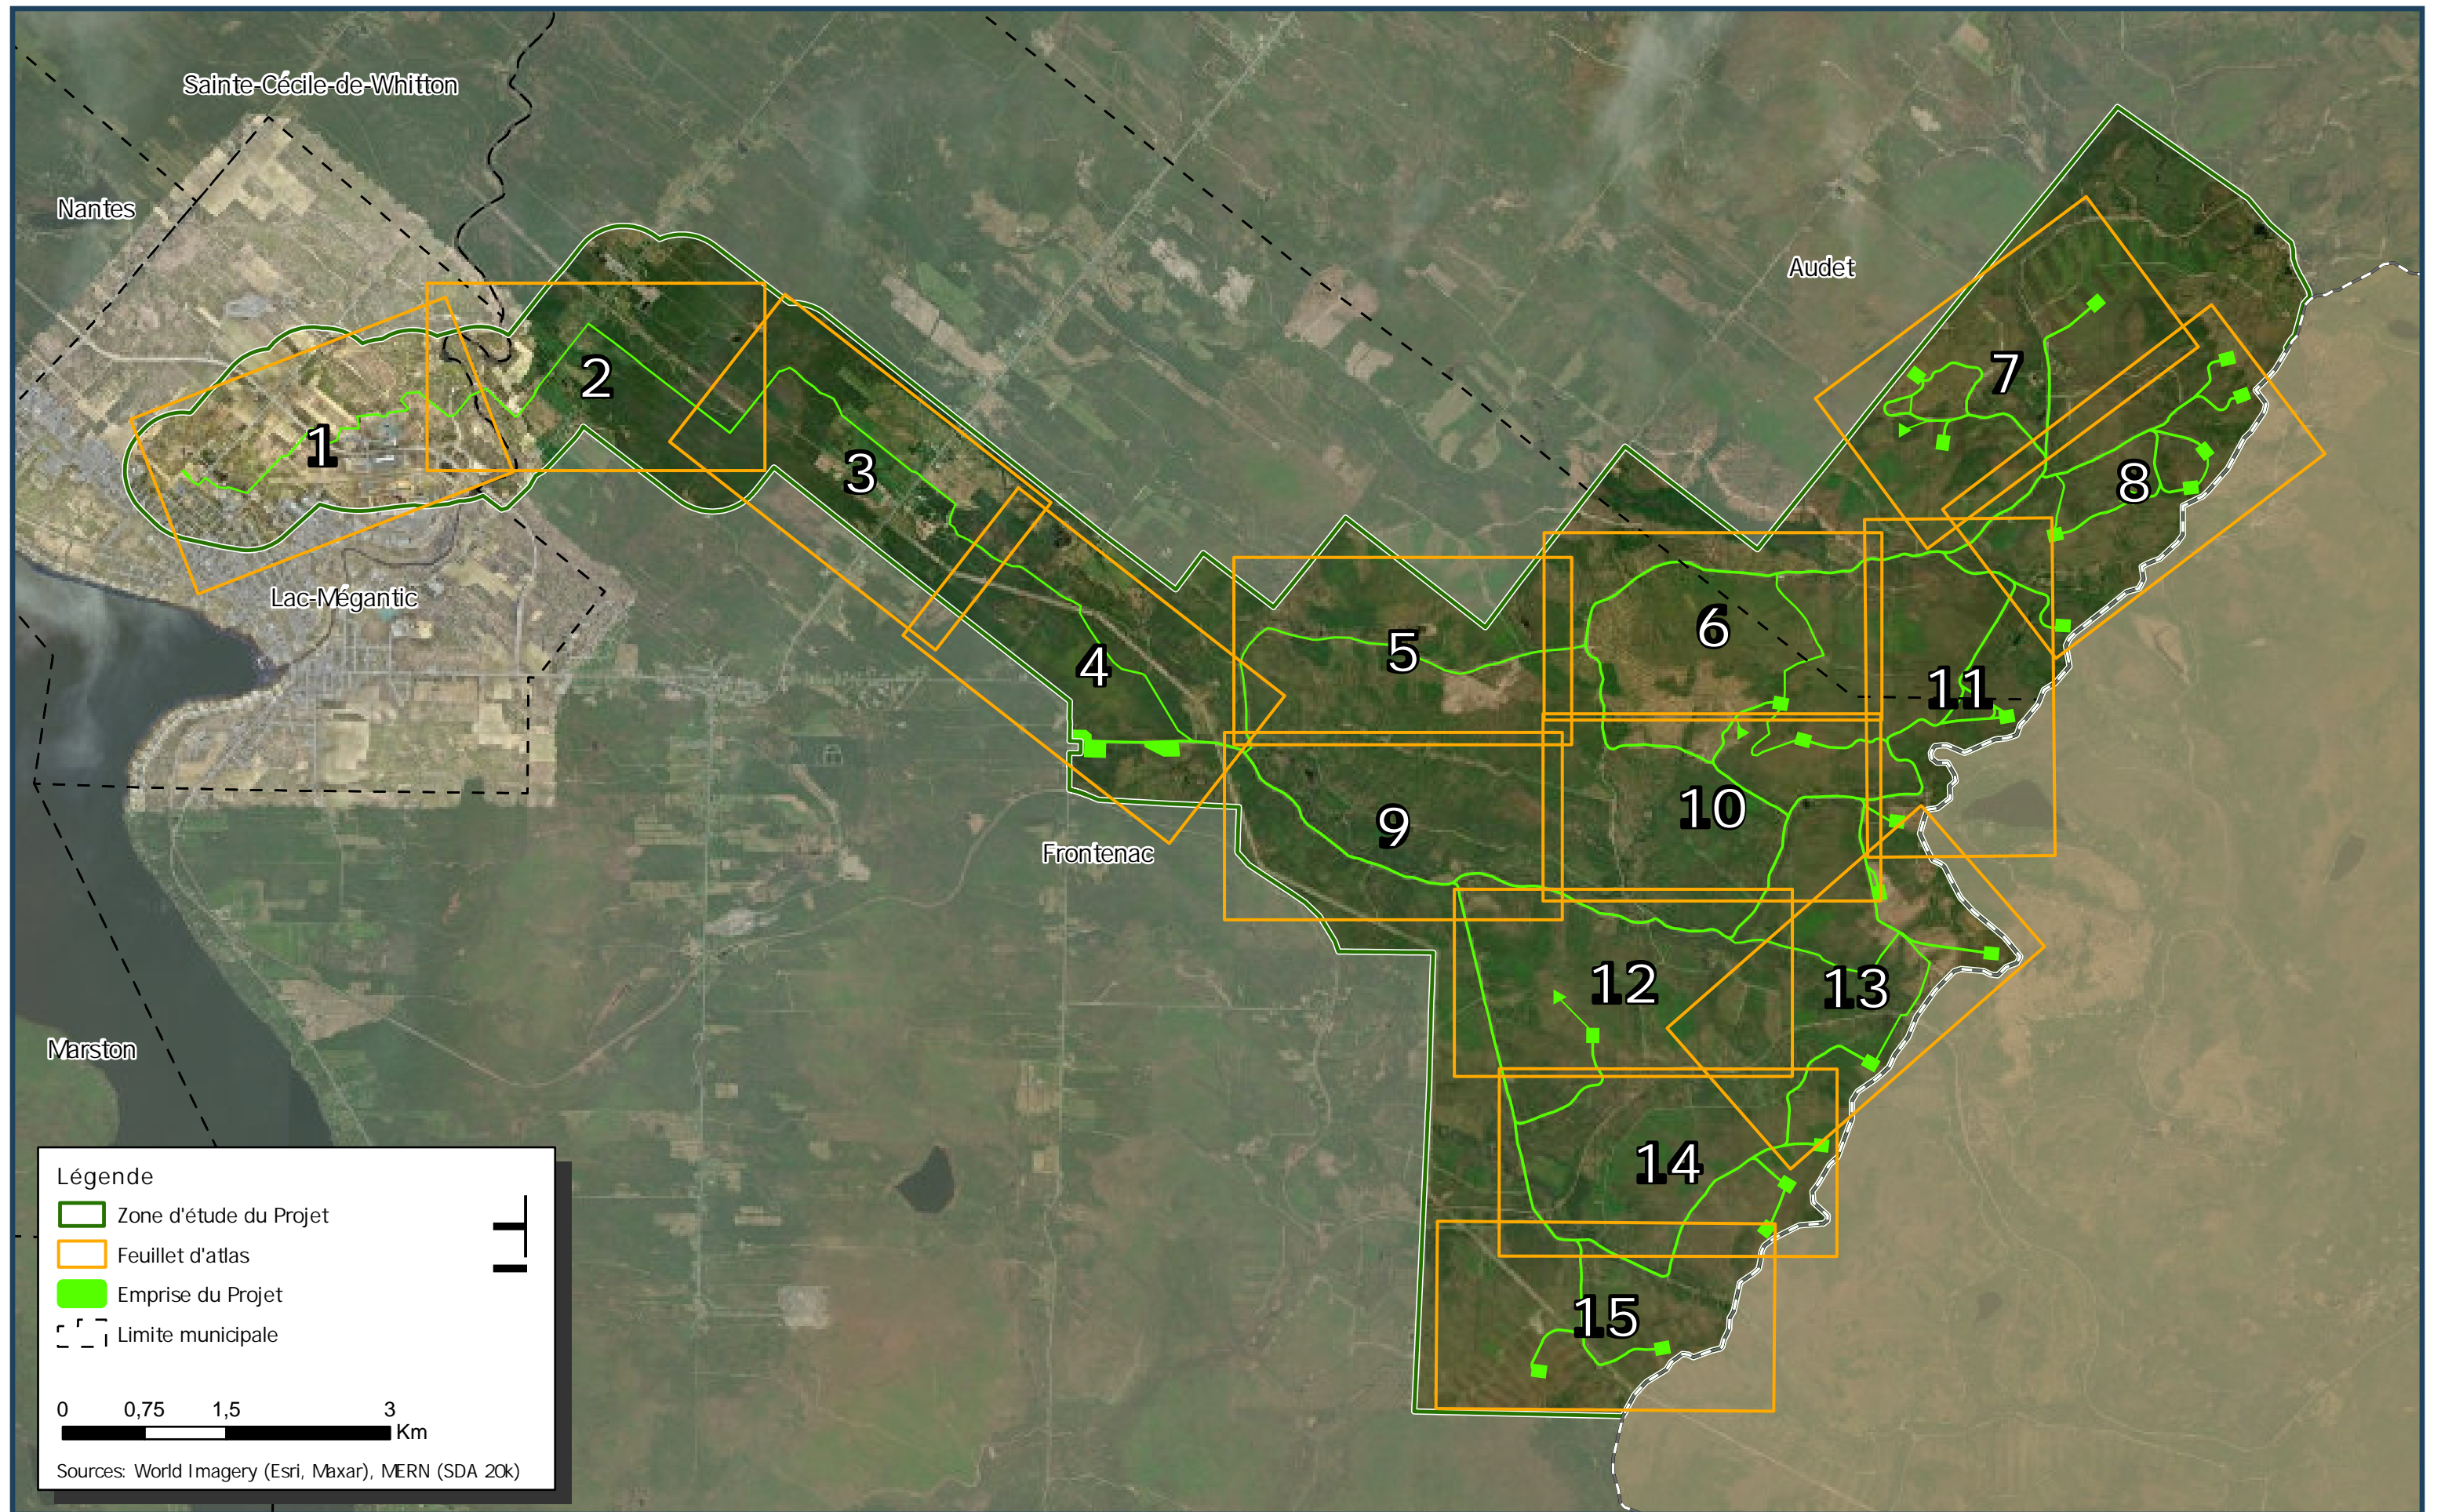 Sainte-Cécile-de-Whitton
Nantes
Audet
7
2
1
3
8
Lac-Mégantic
5
6
4
11
10
9
Frontenac
12
13
Marston
14
15
Légende
Zone d'étude du Projet
Feuillet d'atlas
Emprise du Projet
Limite municipale
0 0,75 1,5 3
Km
Sources: World Imagery (Esri, Maxar), MERN (SDA 20k)